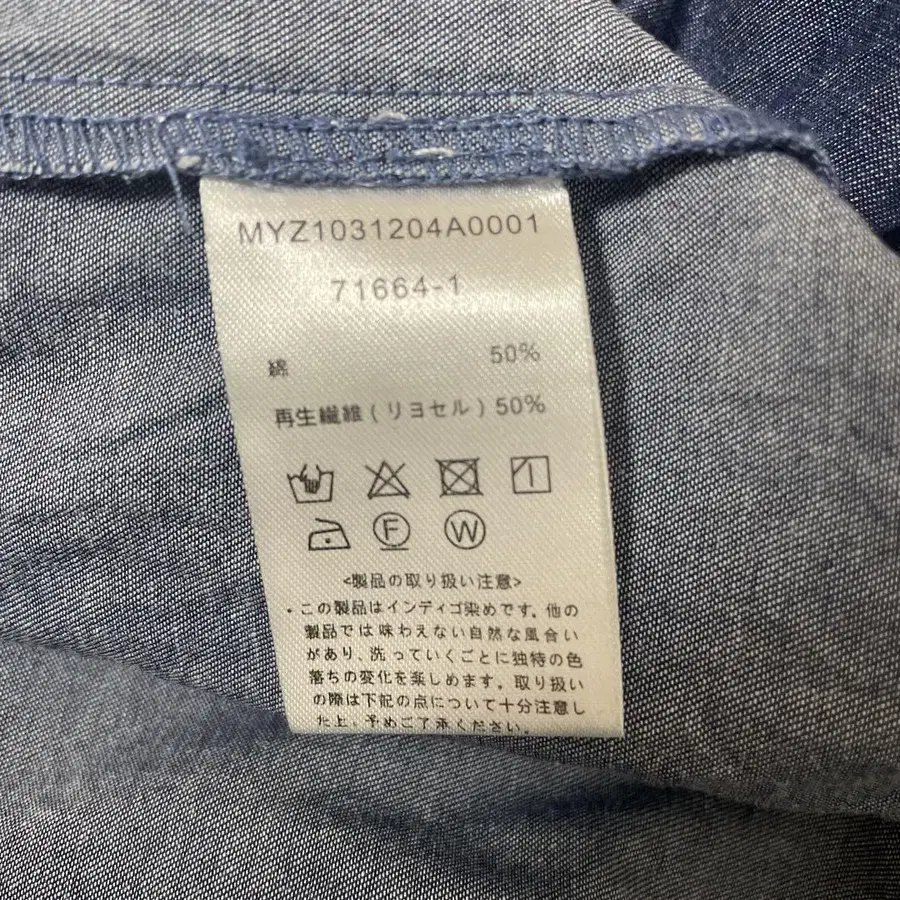 MYZ1031204A0001
71664-1
綿 50%
再生繊維(リヨセル)50%
F W
<製品の取り扱い注意>
・この製品はインディゴ染めです。他の
製品では味わえない自然な風合い
があり、洗っていくごとに独特の色
落ちの変化を楽しめます。取り扱い
の際は下記の点について十分注意し
た上、予めご了承ください。